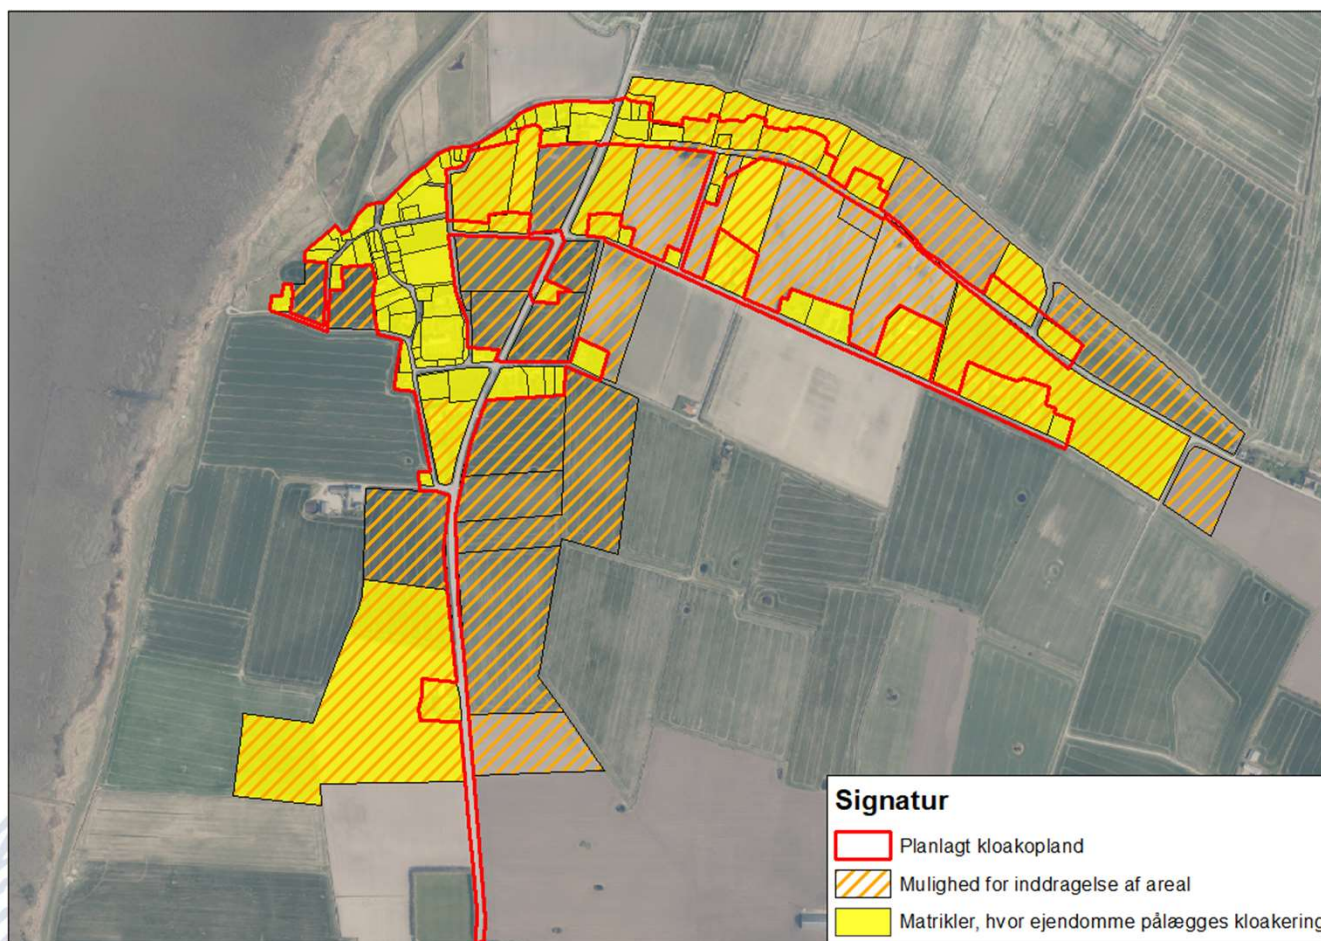 Signatur
Planlagt kloakopland
Mulighed for inddragelse af areal
Matrikler, hvor ejendomme pålægges kloakering